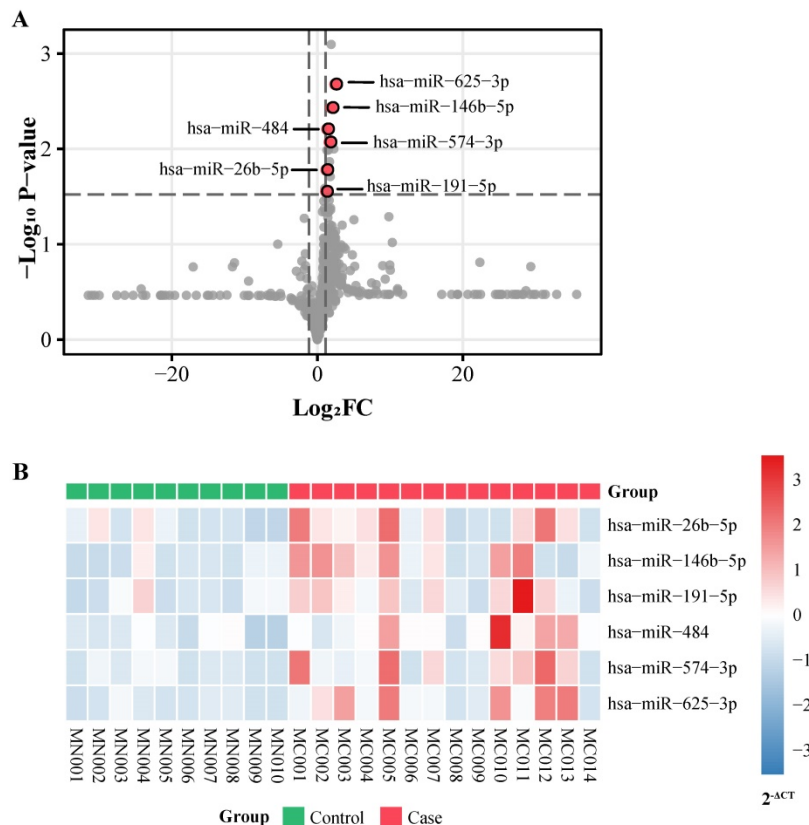 A
3
2
1
0
−Log₁₀ P-value
hsa−miR−625−3p
hsa−miR−146b−5p
hsa−miR−484
hsa−miR−574−3p
hsa−miR−26b−5p
hsa−miR−191−5p
−20
0
20
Log₂FC
B
Group
hsa−miR−26b−5p
hsa−miR−146b−5p
hsa−miR−191−5p
hsa−miR−484
hsa−miR−574−3p
hsa−miR−625−3p
MN001
MN002
MN003
MN004
MN005
MN006
MN007
MN008
MN009
MN010
MC001
MC002
MC003
MC004
MC005
MC006
MC007
MC008
MC009
MC010
MC011
MC012
MC013
MC014
3
2
1
0
−1
−2
−3
2⁻ΔCT
Group Control Case